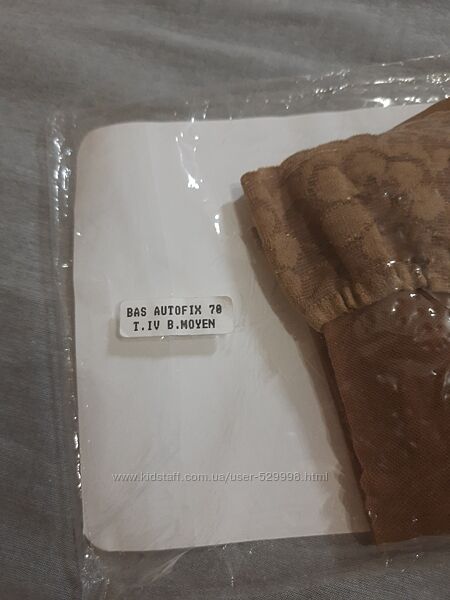 BAS AUTOFIX 70
T.IV B.MOYEN
www.kidstaff.com.ua/user-529998.html